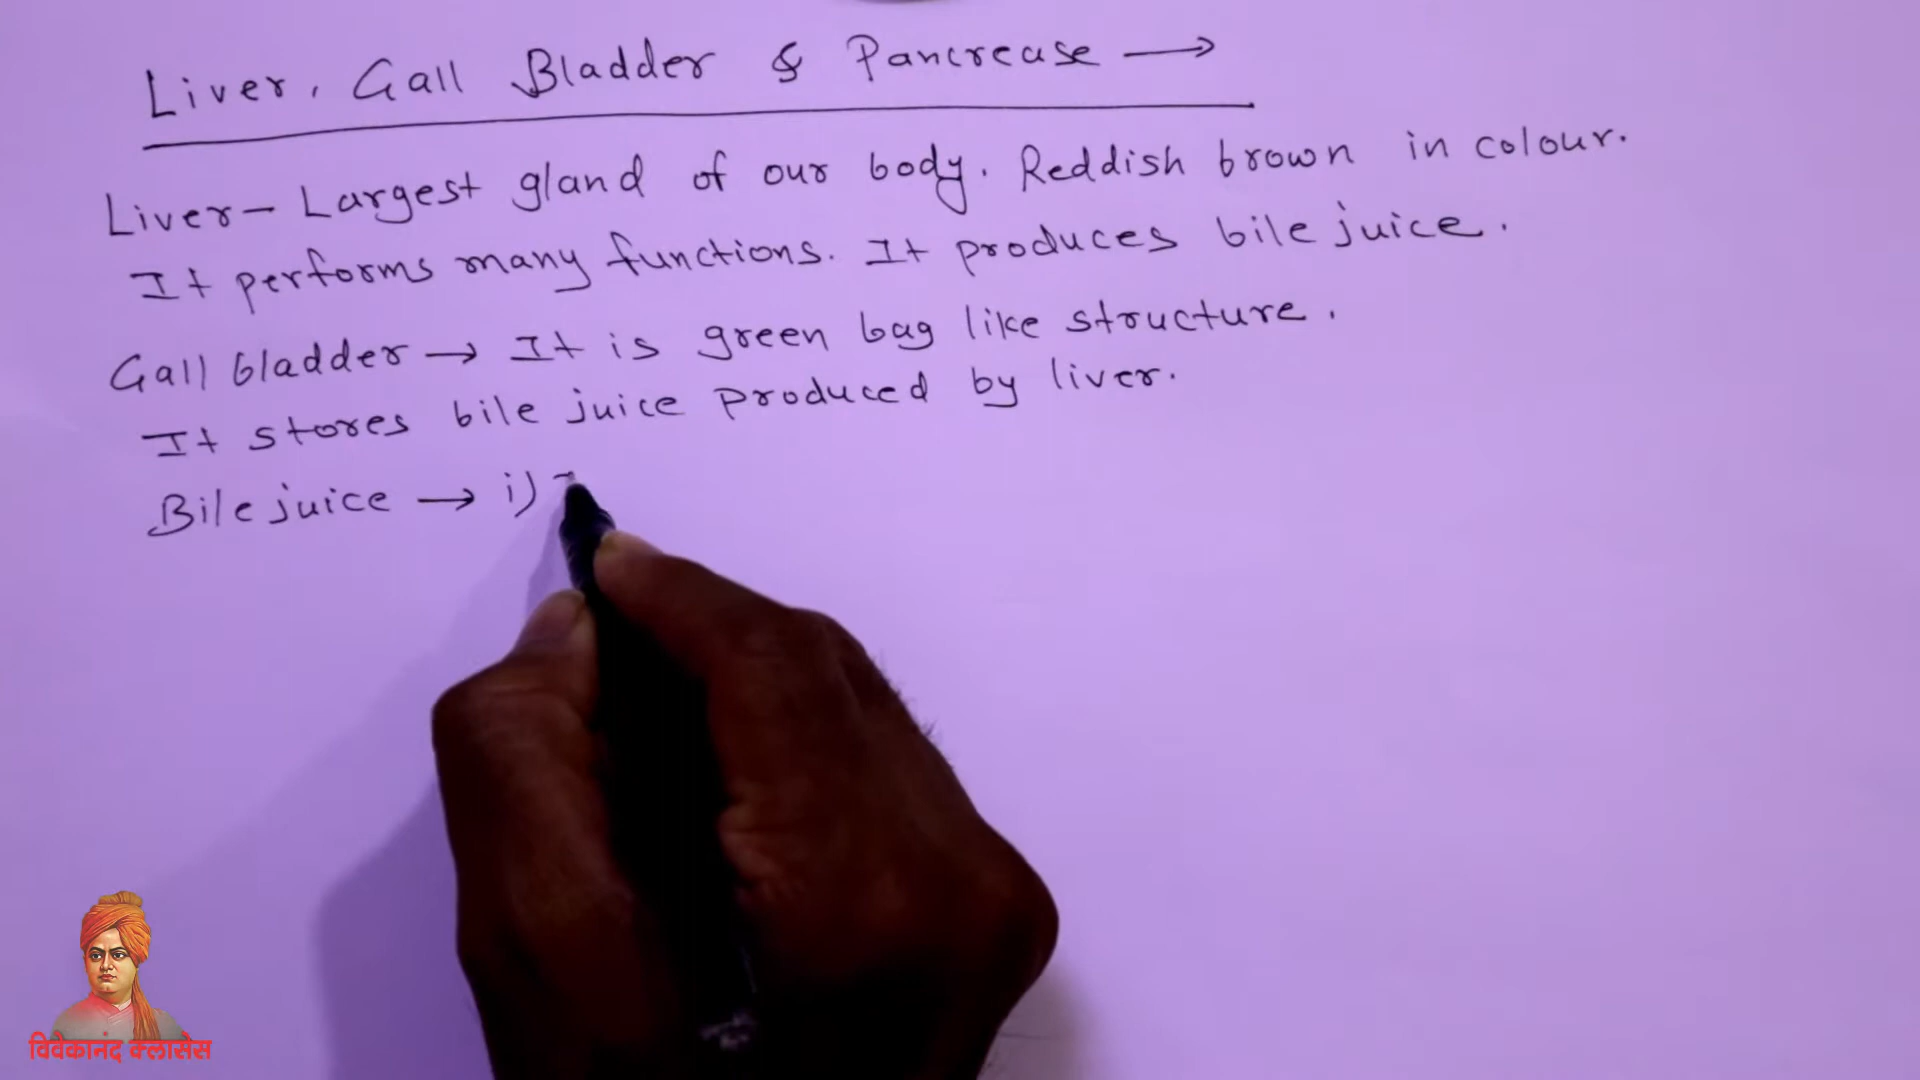 Liver, Gall Bladder & Pancrease →
Liver - Largest gland of our body. Reddish brown in colour.
It performs many functions. It produces bile juice.
Gall bladder → It is green bag like structure.
It stores bile juice produced by liver.
Bile juice → i)
विवेकानंद क्लासेस